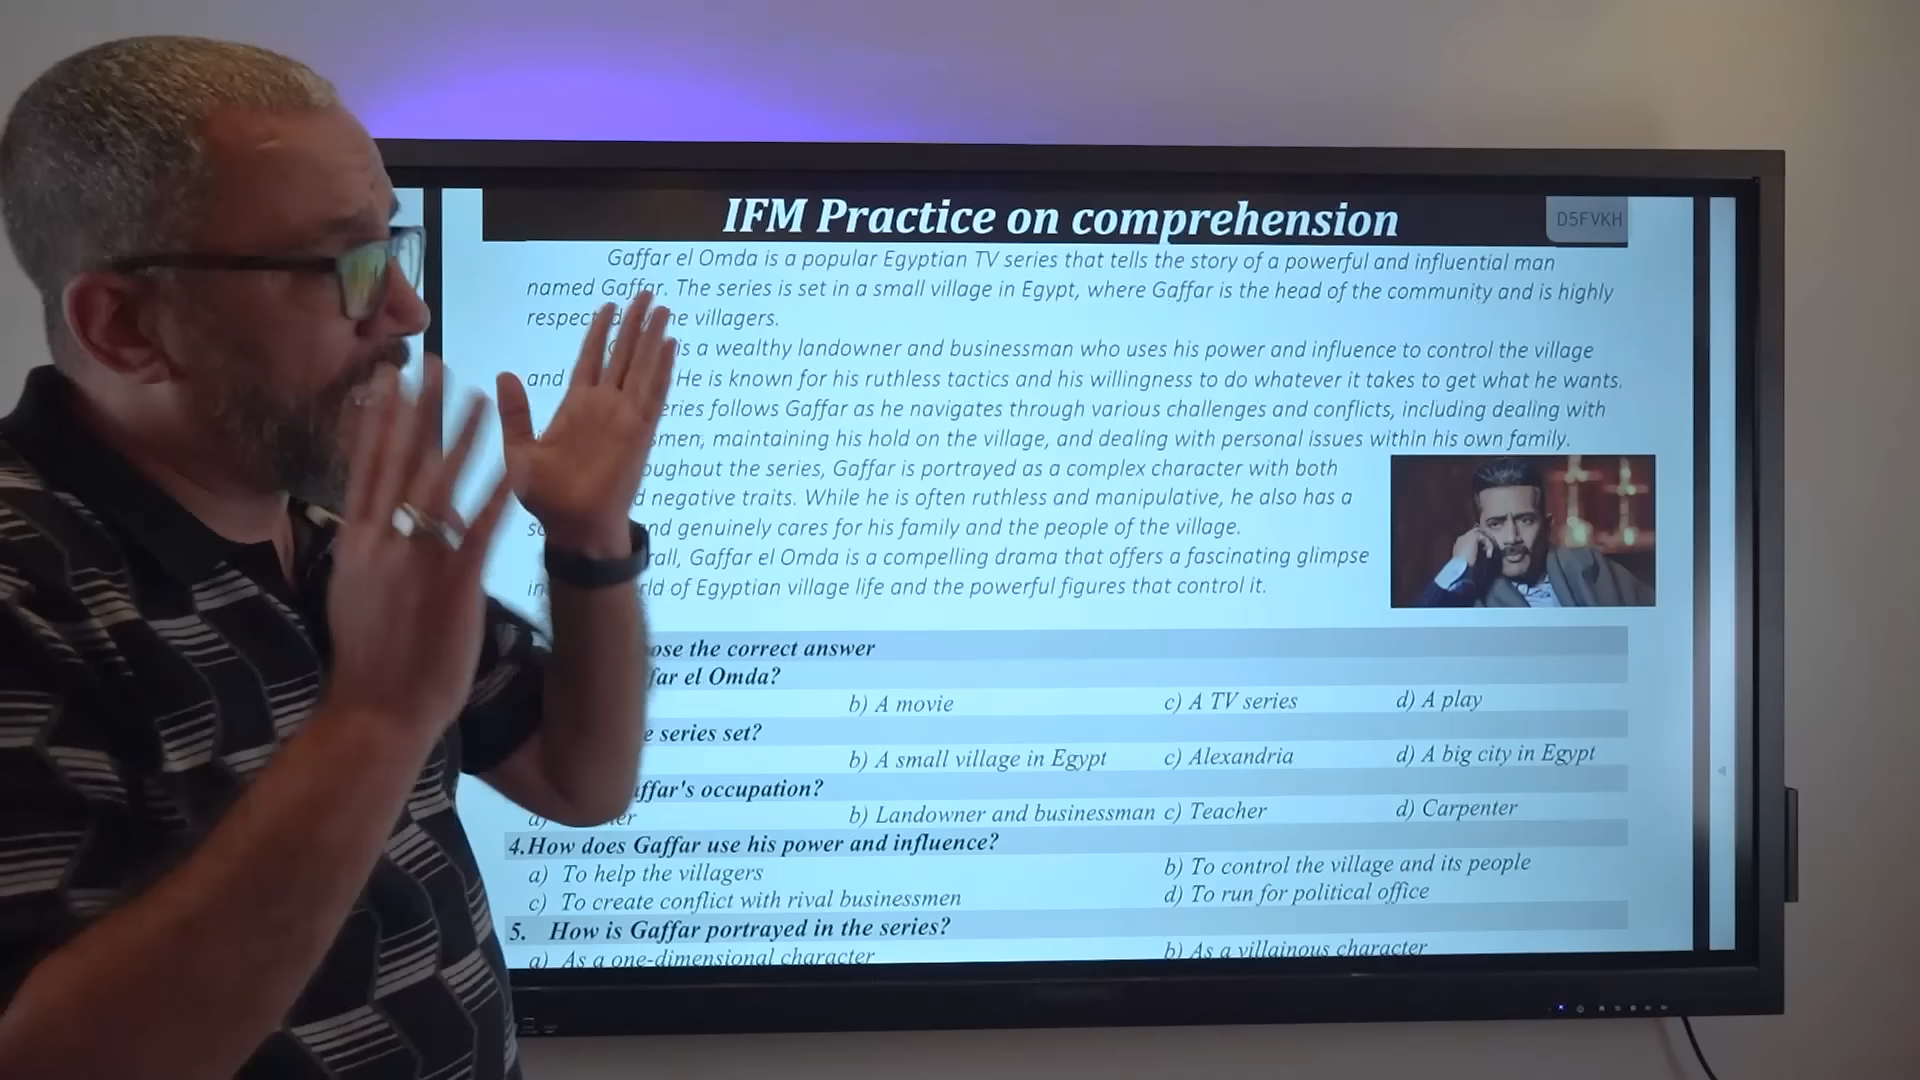 IFM Practice on comprehension
D5FVKH
Gaffar el Omda is a popular Egyptian TV series that tells the story of a powerful and influential man
named Gaffar. The series is set in a small village in Egypt, where Gaffar is the head of the community and is highly
respected the villagers.
is a wealthy landowner and businessman who uses his power and influence to control the village
and He is known for his ruthless tactics and his willingness to do whatever it takes to get what he wants.
series follows Gaffar as he navigates through various challenges and conflicts, including dealing with
smen, maintaining his hold on the village, and dealing with personal issues within his own family.
oughout the series, Gaffar is portrayed as a complex character with both
d negative traits. While he is often ruthless and manipulative, he also has a
nd genuinely cares for his family and the people of the village.
rall, Gaffar el Omda is a compelling drama that offers a fascinating glimpse
rld of Egyptian village life and the powerful figures that control it.
ose the correct answer
far el Omda?
b) A movie c) A TV series d) A play
e series set?
b) A small village in Egypt c) Alexandria d) A big city in Egypt
ffar's occupation?
a) er b) Landowner and businessman c) Teacher d) Carpenter
4.How does Gaffar use his power and influence?
a) To help the villagers b) To control the village and its people
c) To create conflict with rival businessmen d) To run for political office
5. How is Gaffar portrayed in the series?
a) As a one-dimensional character b) As a villainous character